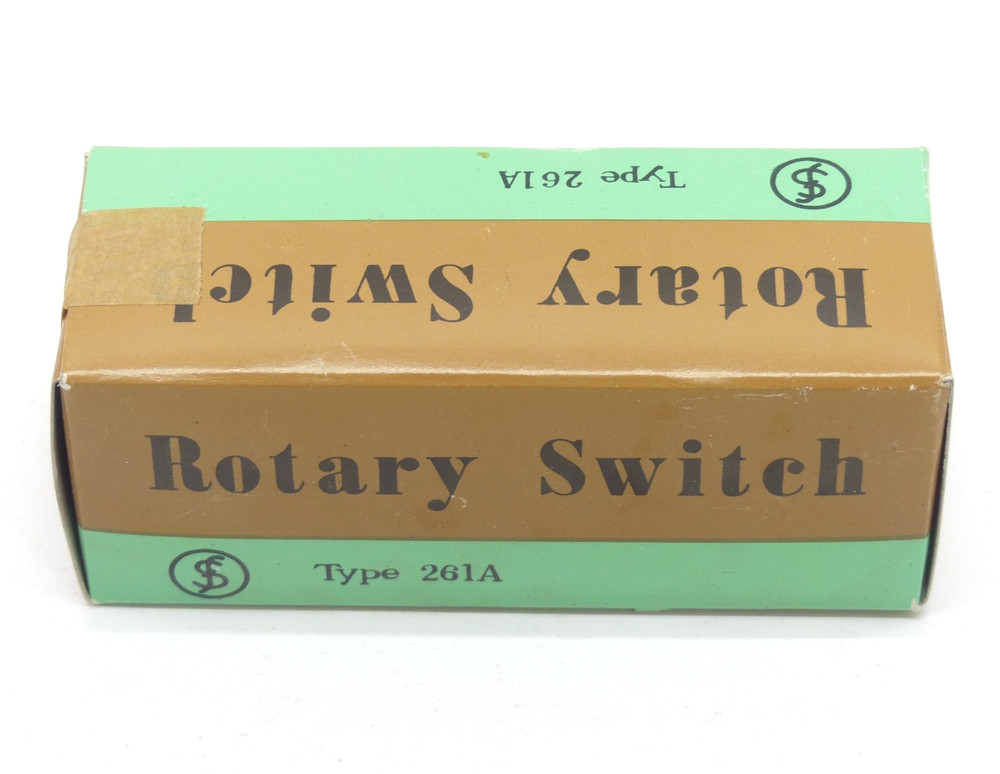 Type 261A
Rotary Switc
Rotary Switch
Type 261A